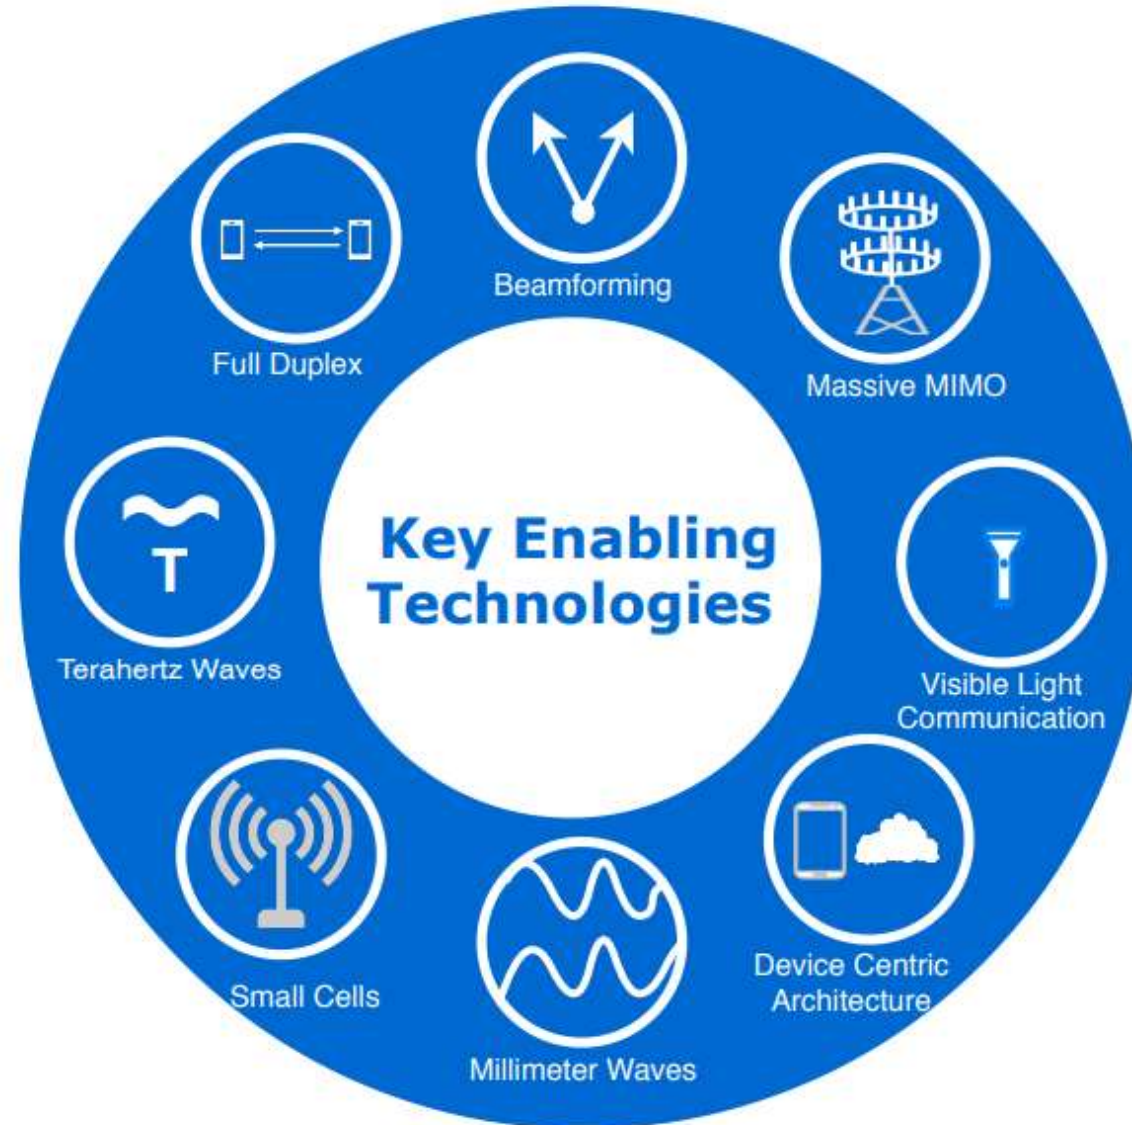 Beamforming
Massive MIMO
Visible Light
Communication
Device Centric
Architecture
Millimeter Waves
Small Cells
T
Terahertz Waves
Full Duplex
Key Enabling
Technologies